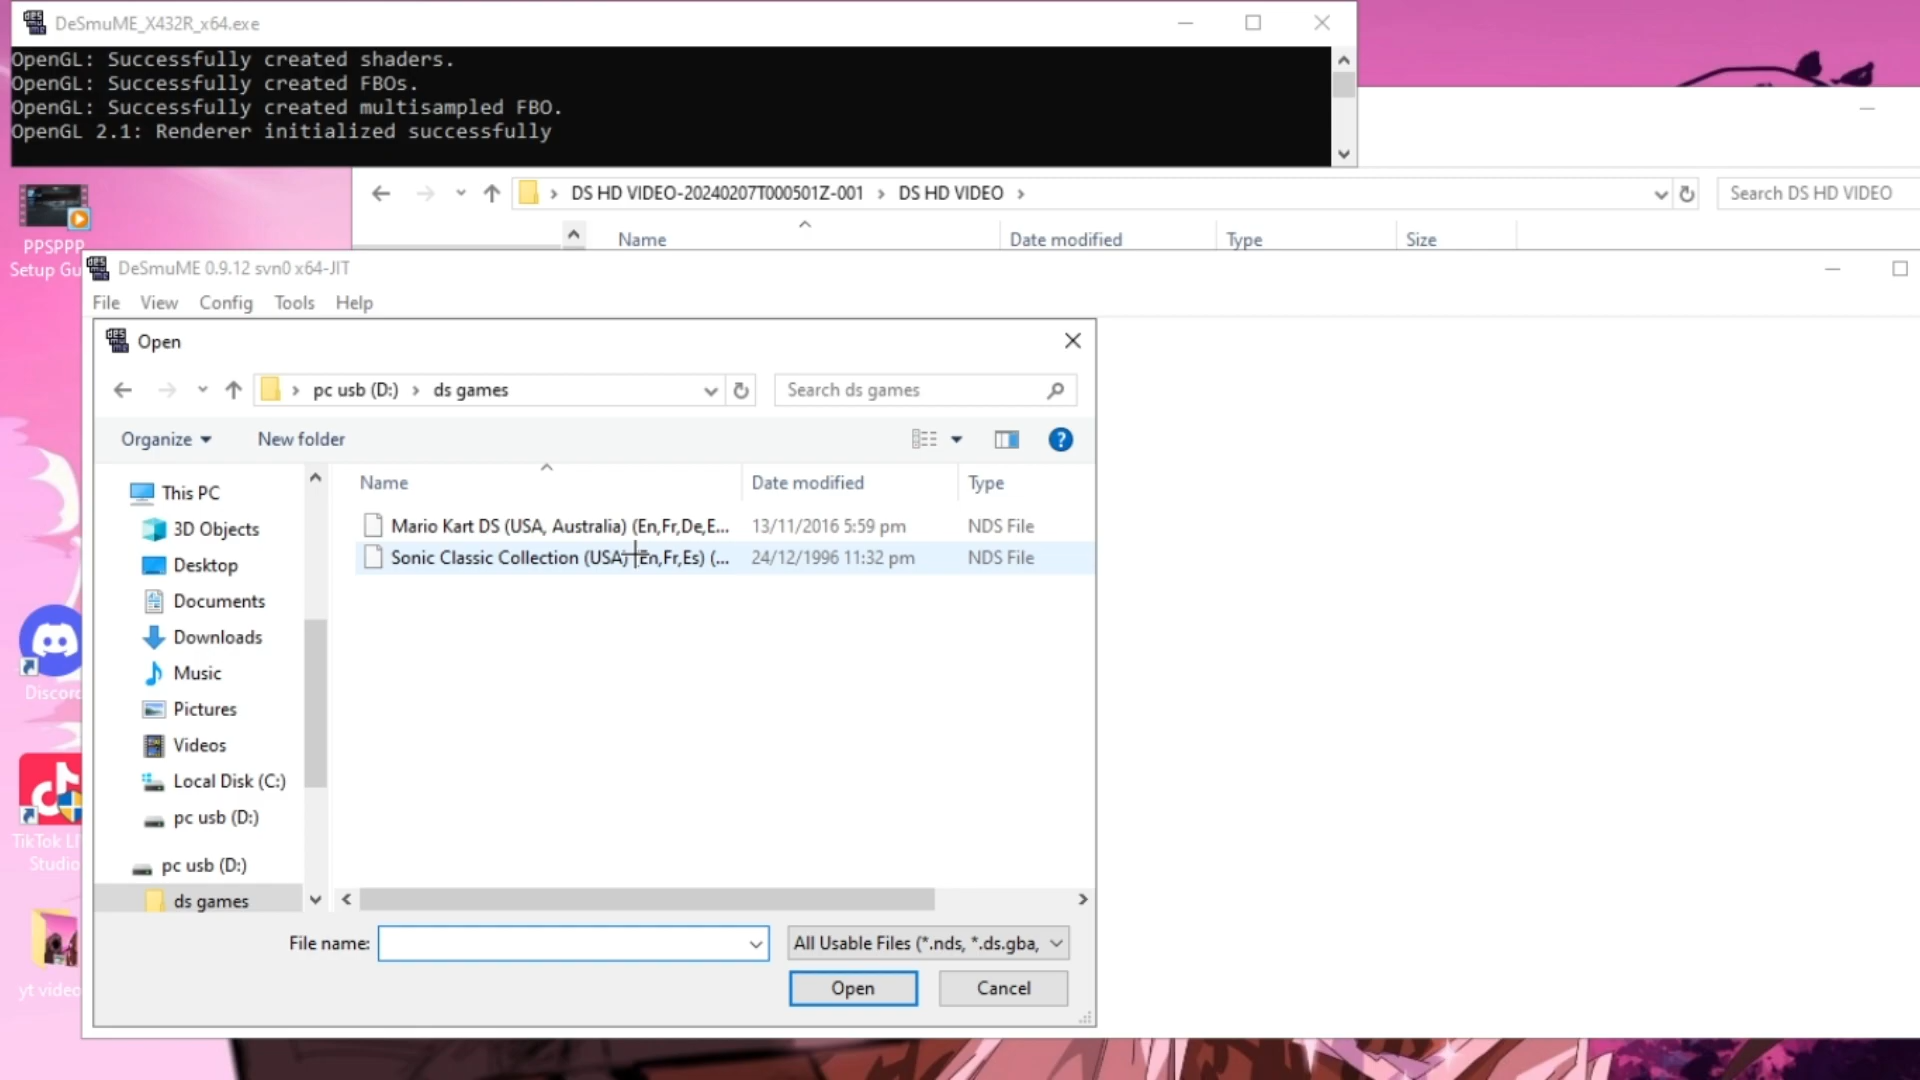 DeSmuME_X432R_x64.exe
OpenGL: Successfully created shaders.
OpenGL: Successfully created FBOs.
OpenGL: Successfully created multisampled FBO.
OpenGL 2.1: Renderer initialized successfully
PPSPPP
Setup Gu
DS HD VIDEO-20240207T000501Z-001 > DS HD VIDEO >
Search DS HD VIDEO
Name Date modified Type Size
DeSmuME 0.9.12 svn0 x64-JIT
File View Config Tools Help
Open
pc usb (D:) > ds games
Search ds games
Organize New folder
Name Date modified Type
Mario Kart DS (USA, Australia) (En,Fr,De,E... 13/11/2016 5:59 pm NDS File
Sonic Classic Collection (USA) (En,Fr,Es) (... 24/12/1996 11:32 pm NDS File
This PC
3D Objects
Desktop
Documents
Downloads
Music
Pictures
Videos
Local Disk (C:)
pc usb (D:)
pc usb (D:)
ds games
Discord
TikTok LI
Studio
yt video
File name:
All Usable Files (*.nds, *.ds.gba,
Open Cancel